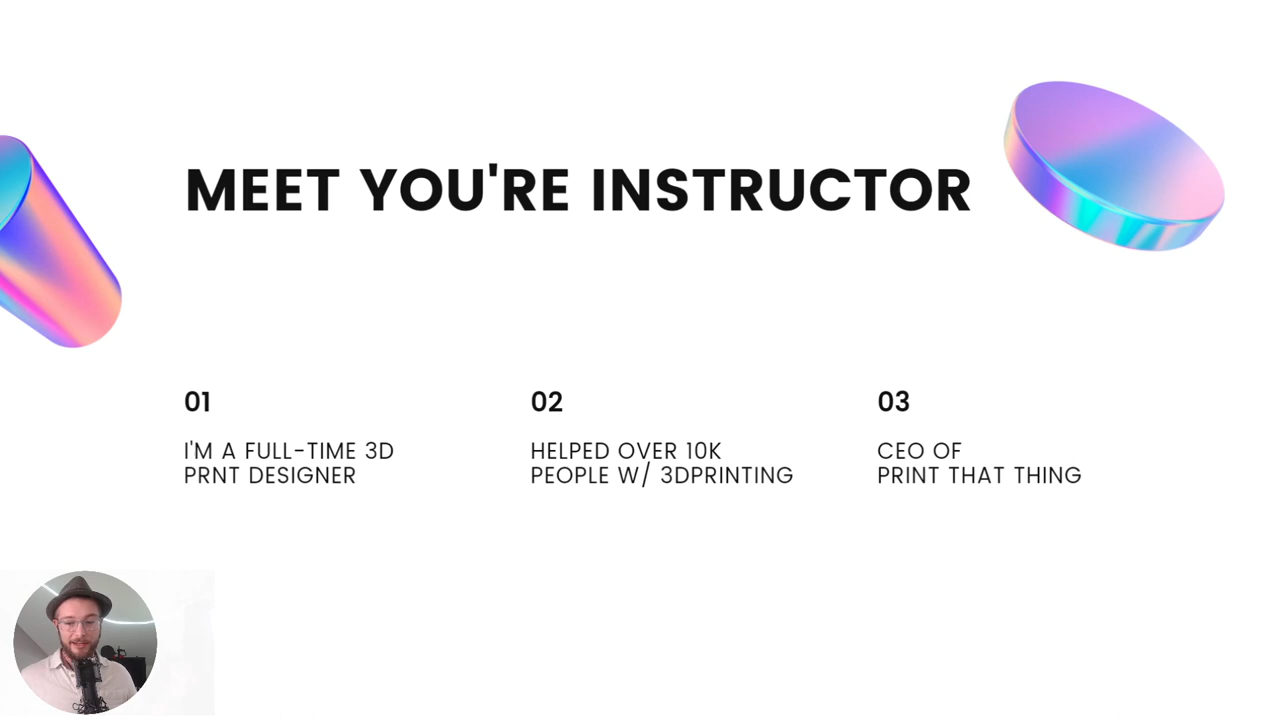 MEET YOU'RE INSTRUCTOR
01
I'M A FULL-TIME 3D
PRNT DESIGNER
02
HELPED OVER 10K
PEOPLE W/ 3DPRINTING
03
CEO OF
PRINT THAT THING